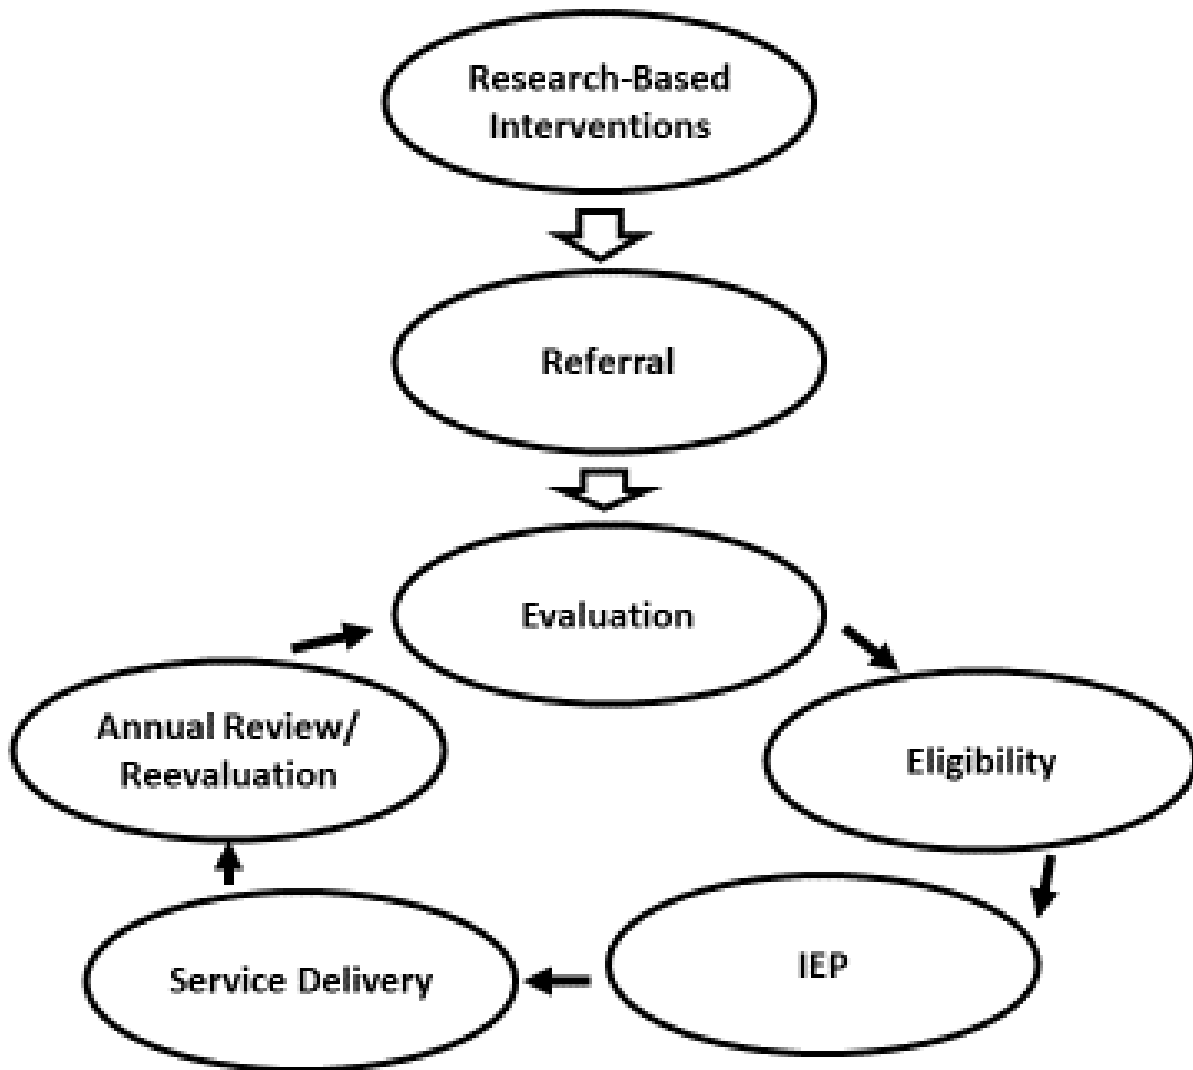 Research-Based
Interventions
Referral
Evaluation
Annual Review/
Reevaluation
Eligibility
Service Delivery
IEP